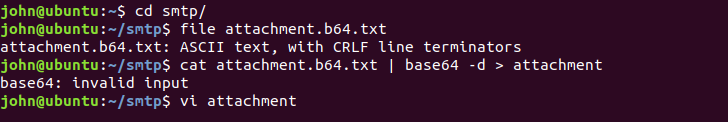 john@ubuntu:~$ cd smtp/
john@ubuntu:~/smtp$ file attachment.b64.txt
attachment.b64.txt: ASCII text, with CRLF line terminators
john@ubuntu:~/smtp$ cat attachment.b64.txt | base64 -d > attachment
base64: invalid input
john@ubuntu:~/smtp$ vi attachment